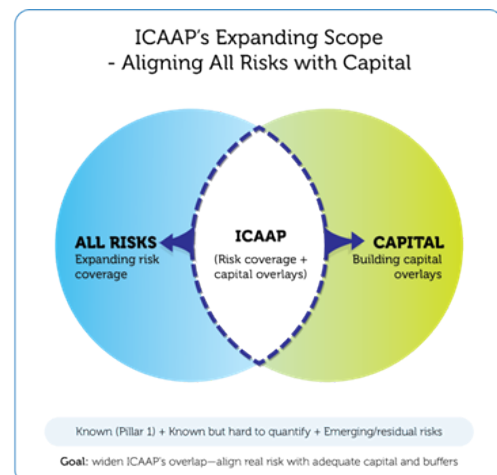 ICAAP's Expanding Scope
- Aligning All Risks with Capital
ALL RISKS
Expanding risk
coverage
ICAAP
(Risk coverage +
capital overlays)
CAPITAL
Building capital
overlays
Known (Pillar 1) + Known but hard to quantify + Emerging/residual risks
Goal: widen ICAAP's overlap—align real risk with adequate capital and buffers